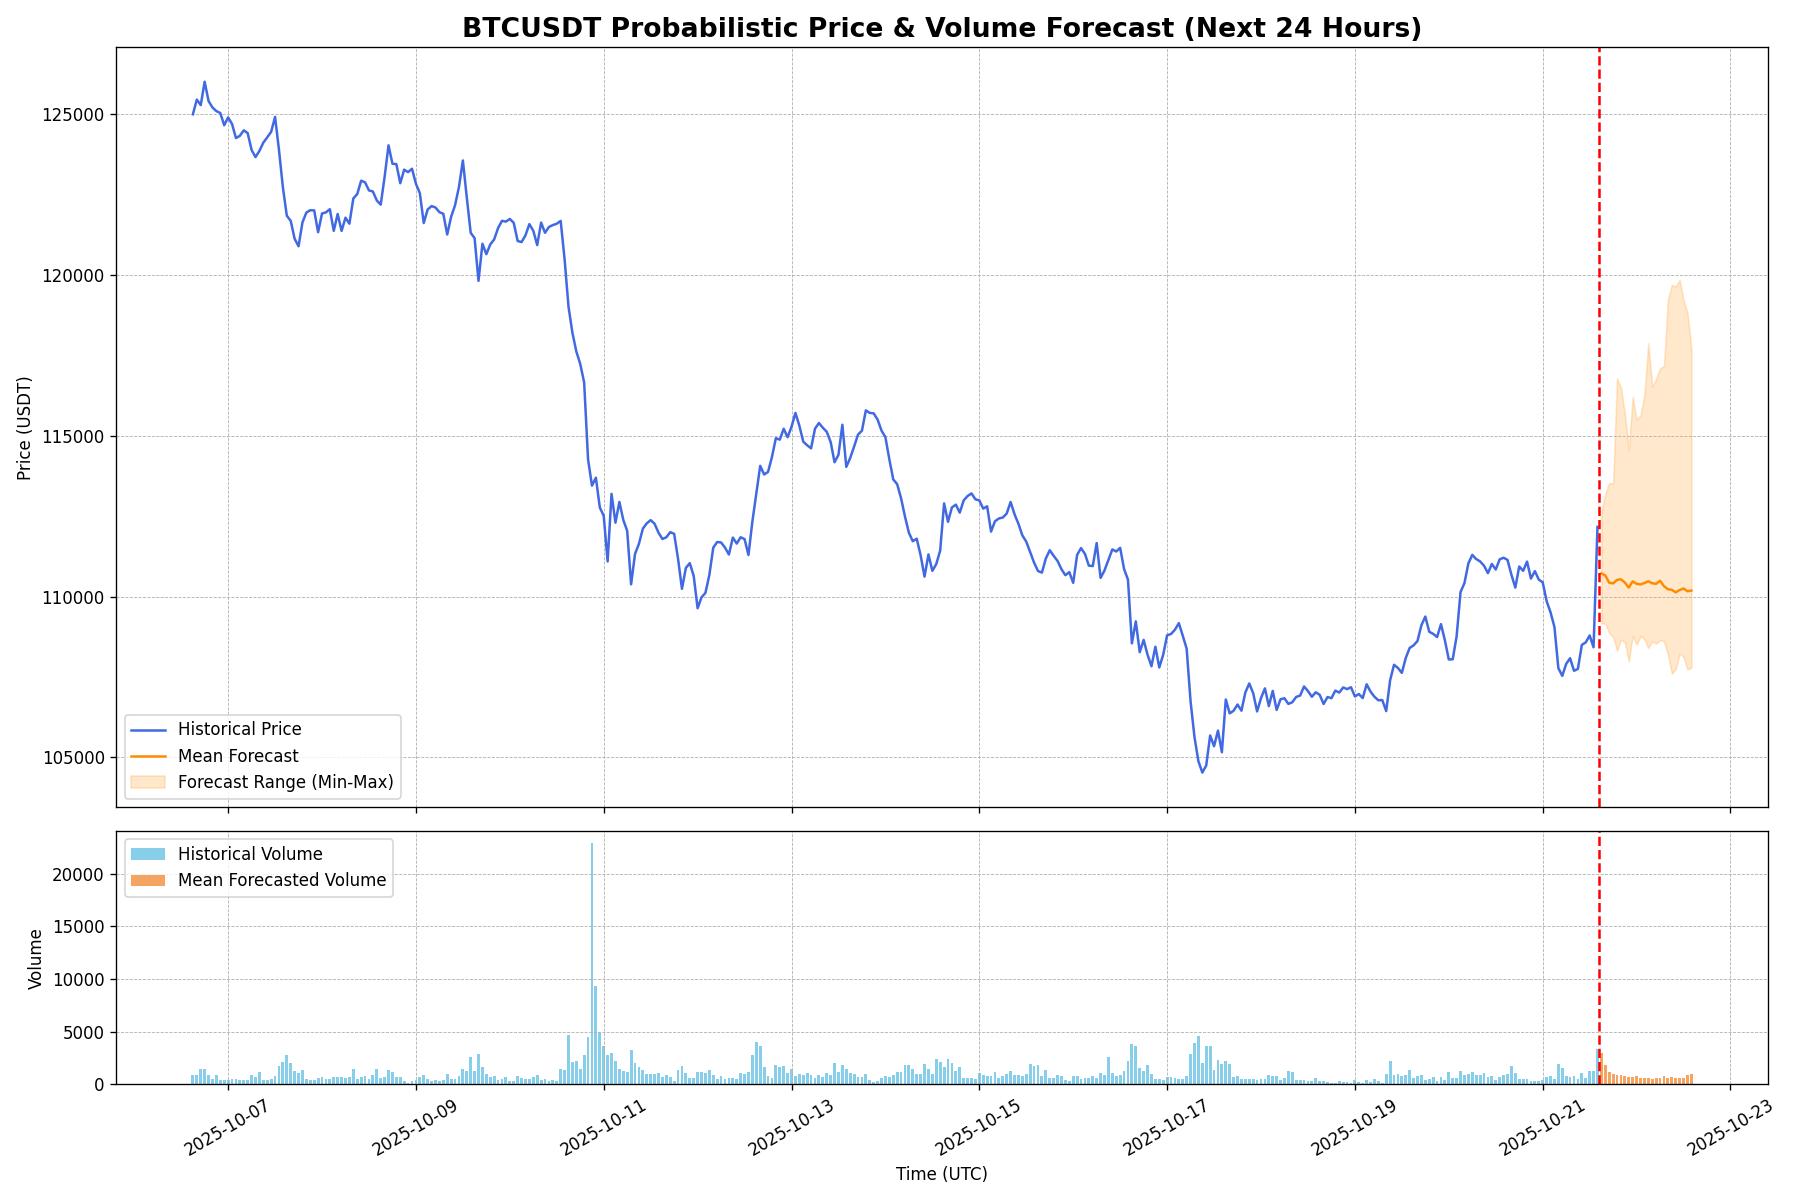 BTCUSDT Probabilistic Price & Volume Forecast (Next 24 Hours)
125000
120000
115000
110000
105000
Price (USDT)
Historical Price
Mean Forecast
Forecast Range (Min-Max)
20000
15000
10000
5000
0
Volume
Historical Volume
Mean Forecasted Volume
2025-10-07
2025-10-09
2025-10-11
2025-10-13
2025-10-15
2025-10-17
2025-10-19
2025-10-21
2025-10-23
Time (UTC)